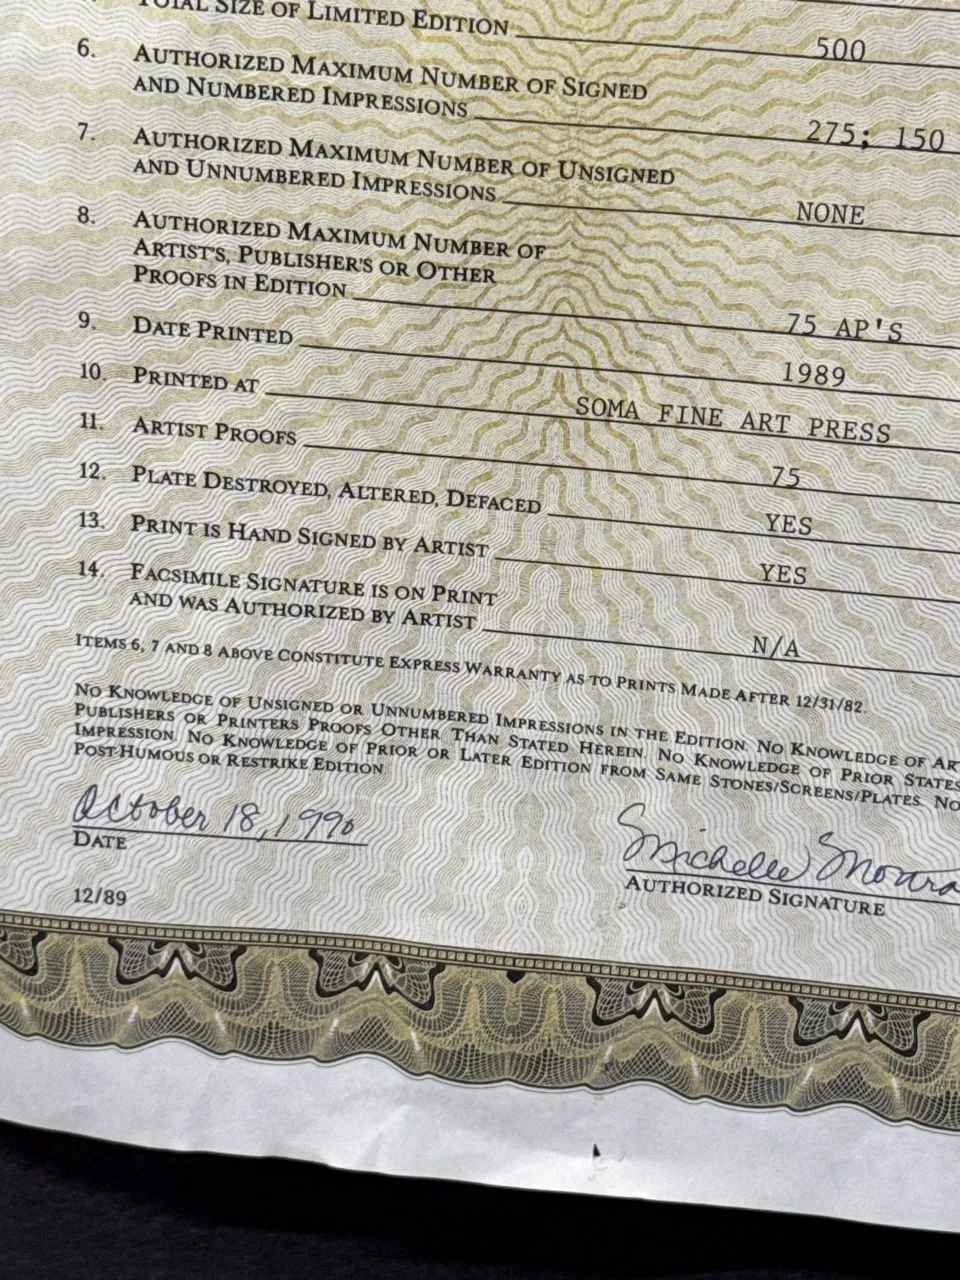 TOTAL SIZE OF LIMITED EDITION 500
6. AUTHORIZED MAXIMUM NUMBER OF SIGNED
AND NUMBERED IMPRESSIONS 275; 150
7. AUTHORIZED MAXIMUM NUMBER OF UNSIGNED
AND UNNUMBERED IMPRESSIONS NONE
8. AUTHORIZED MAXIMUM NUMBER OF
ARTIST'S, PUBLISHER'S OR OTHER
PROOFS IN EDITION 75 AP'S
9. DATE PRINTED 1989
10. PRINTED AT SOMA FINE ART PRESS
11. ARTIST PROOFS 75
12. PLATE DESTROYED, ALTERED, DEFACED YES
13. PRINT IS HAND SIGNED BY ARTIST YES
14. FACSIMILE SIGNATURE IS ON PRINT
AND WAS AUTHORIZED BY ARTIST N/A
ITEMS 6, 7 AND 8 ABOVE CONSTITUTE EXPRESS WARRANTY AS TO PRINTS MADE AFTER 12/31/82.
NO KNOWLEDGE OF UNSIGNED OR UNNUMBERED IMPRESSIONS IN THE EDITION. NO KNOWLEDGE OF
PUBLISHERS OR PRINTERS PROOFS OTHER THAN STATED HEREIN. NO KNOWLEDGE OF PRIOR STATES
IMPRESSION. NO KNOWLEDGE OF PRIOR OR LATER EDITION FROM SAME STONES/SCREENS/PLATES. NO
POST-HUMOUS OR RESTRIKE EDITION
October 18, 1990 Michelle
DATE AUTHORIZED SIGNATURE
12/89